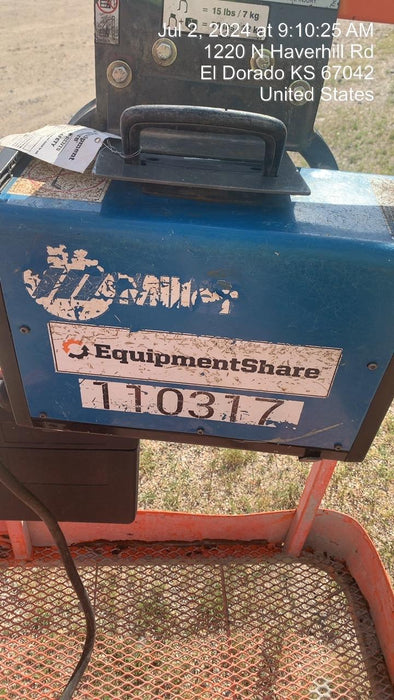 = 15 lbs / 7 kg
Jul 2, 2024 at 9:10:25 AM
1220 N Haverhill Rd
El Dorado KS 67042
United States
Miller
EquipmentShare
110317